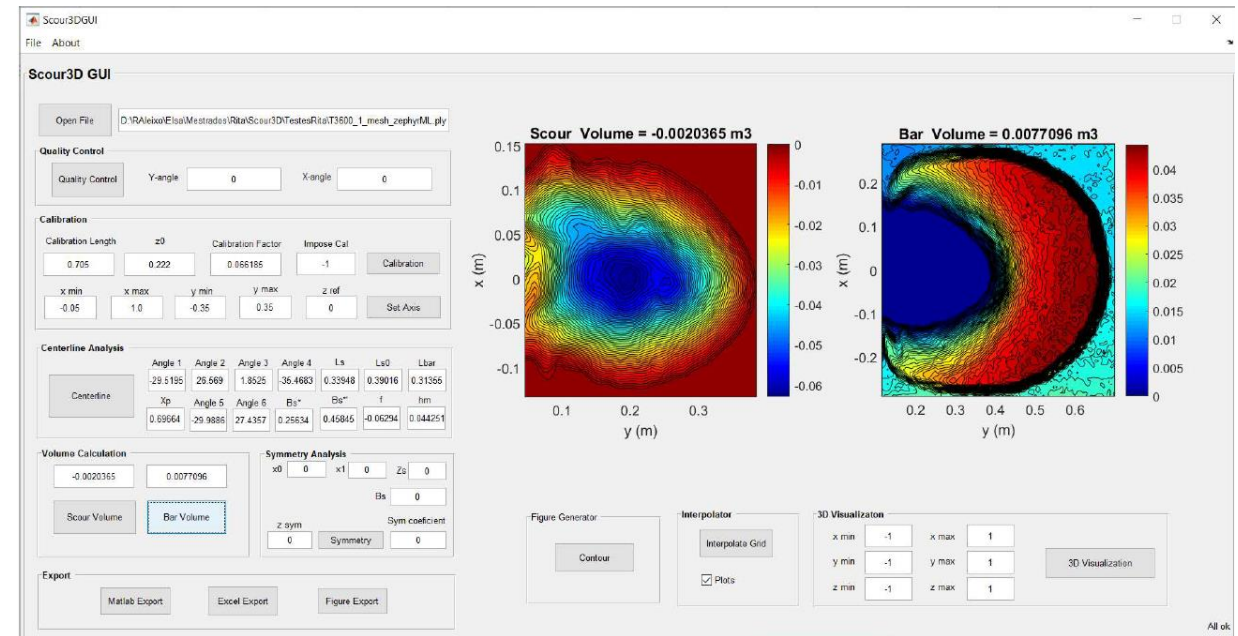 Scour3DGUI
File About
Scour3D GUI
Open File D:\RAleixo\Elsa\Mestrados\Rita\Scour3D\TestesRita\T3600_1_mesh_zephyrML.ply
Quality Control
Quality Control Y-angle 0 X-angle 0
Calibration
Calibration Length z0 Calibration Factor Impose Cal
0.705 0.222 0.066185 -1 Calibration
x min x max y min y max z ref
-0.05 1.0 -0.35 0.35 0 Set Axis
Centerline Analysis
Angle 1 Angle 2 Angle 3 Angle 4 Ls Ls0 Lbar
Centerline -29.5195 26.569 1.8525 -35.4683 0.33948 0.39016 0.31355
Xp Angle 5 Angle 6 Bs* Bs*' f hm
0.69664 -29.9886 27.4357 0.25634 0.45845 -0.06294 0.044251
Volume Calculation
-0.0020365 0.0077096
Scour Volume Bar Volume
Symmetry Analysis
x0 0 x1 0 Zs 0
Bs 0
z sym Sym coeficient
0 Symmetry 0
Export
Matlab Export Excel Export Figure Export
Scour Volume = -0.0020365 m3
0.15
0.1
0.05
0
-0.05
-0.1
x (m)
0.1 0.2 0.3
y (m)
0
-0.01
-0.02
-0.03
-0.04
-0.05
-0.06
Bar Volume = 0.0077096 m3
0.2
0.1
0
-0.1
-0.2
x (m)
0.2 0.3 0.4 0.5 0.6
y (m)
0.04
0.035
0.03
0.025
0.02
0.015
0.01
0.005
0
Figure Generator
Contour
Interpolator
Interpolate Grid
Plots
3D Visualizaton
x min -1 x max 1
y min -1 y max 1
z min -1 z max 1
3D Visualization
All ok